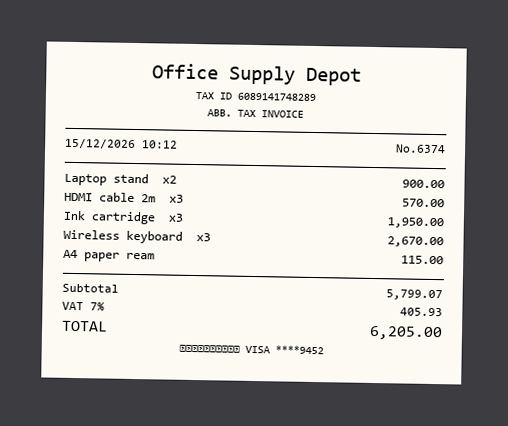 Office Supply Depot
TAX ID 6089141748289
ABB. TAX INVOICE
15/12/2026 10:12 No.6374
Laptop stand x2 900.00
HDMI cable 2m x3 570.00
Ink cartridge x3 1,950.00
Wireless keyboard x3 2,670.00
A4 paper ream 115.00
Subtotal 5,799.07
VAT 7% 405.93
TOTAL 6,205.00
VISA ****9452